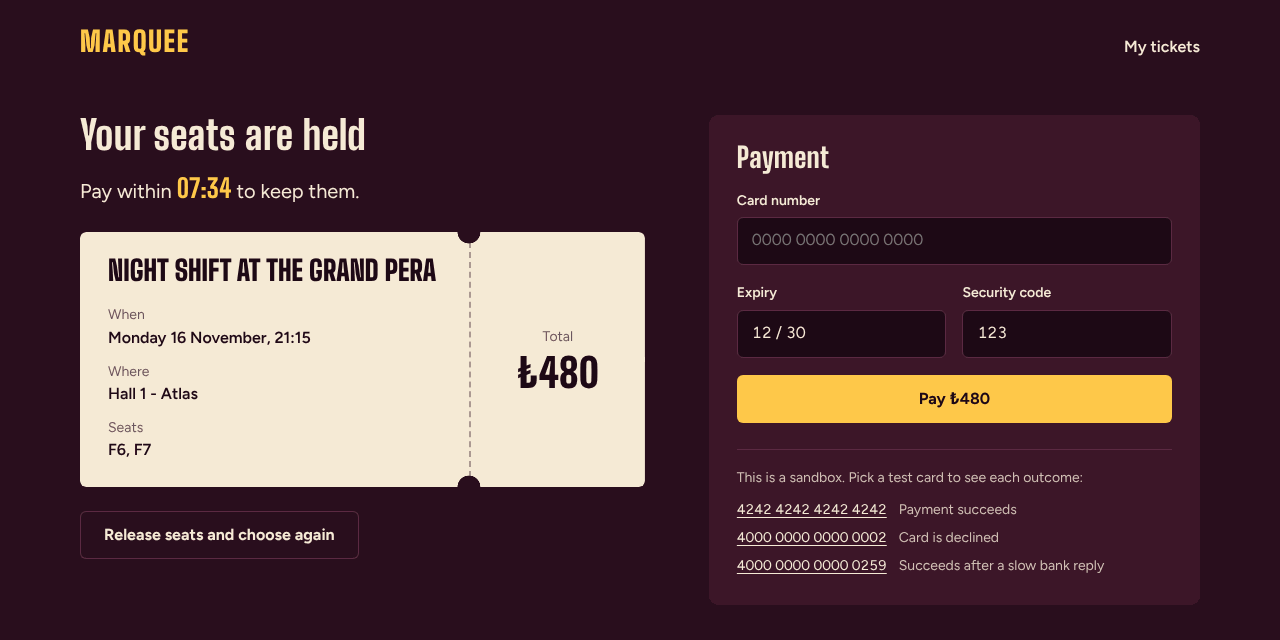 MARQUEE
My tickets
Your seats are held
Pay within 07:34 to keep them.
NIGHT SHIFT AT THE GRAND PERA
When
Monday 16 November, 21:15
Where
Hall 1 - Atlas
Seats
F6, F7
Total
₺480
Release seats and choose again
Payment
Card number
0000 0000 0000 0000
Expiry
Security code
12 / 30
123
Pay ₺480
This is a sandbox. Pick a test card to see each outcome:
4242 4242 4242 4242 Payment succeeds
4000 0000 0000 0002 Card is declined
4000 0000 0000 0259 Succeeds after a slow bank reply